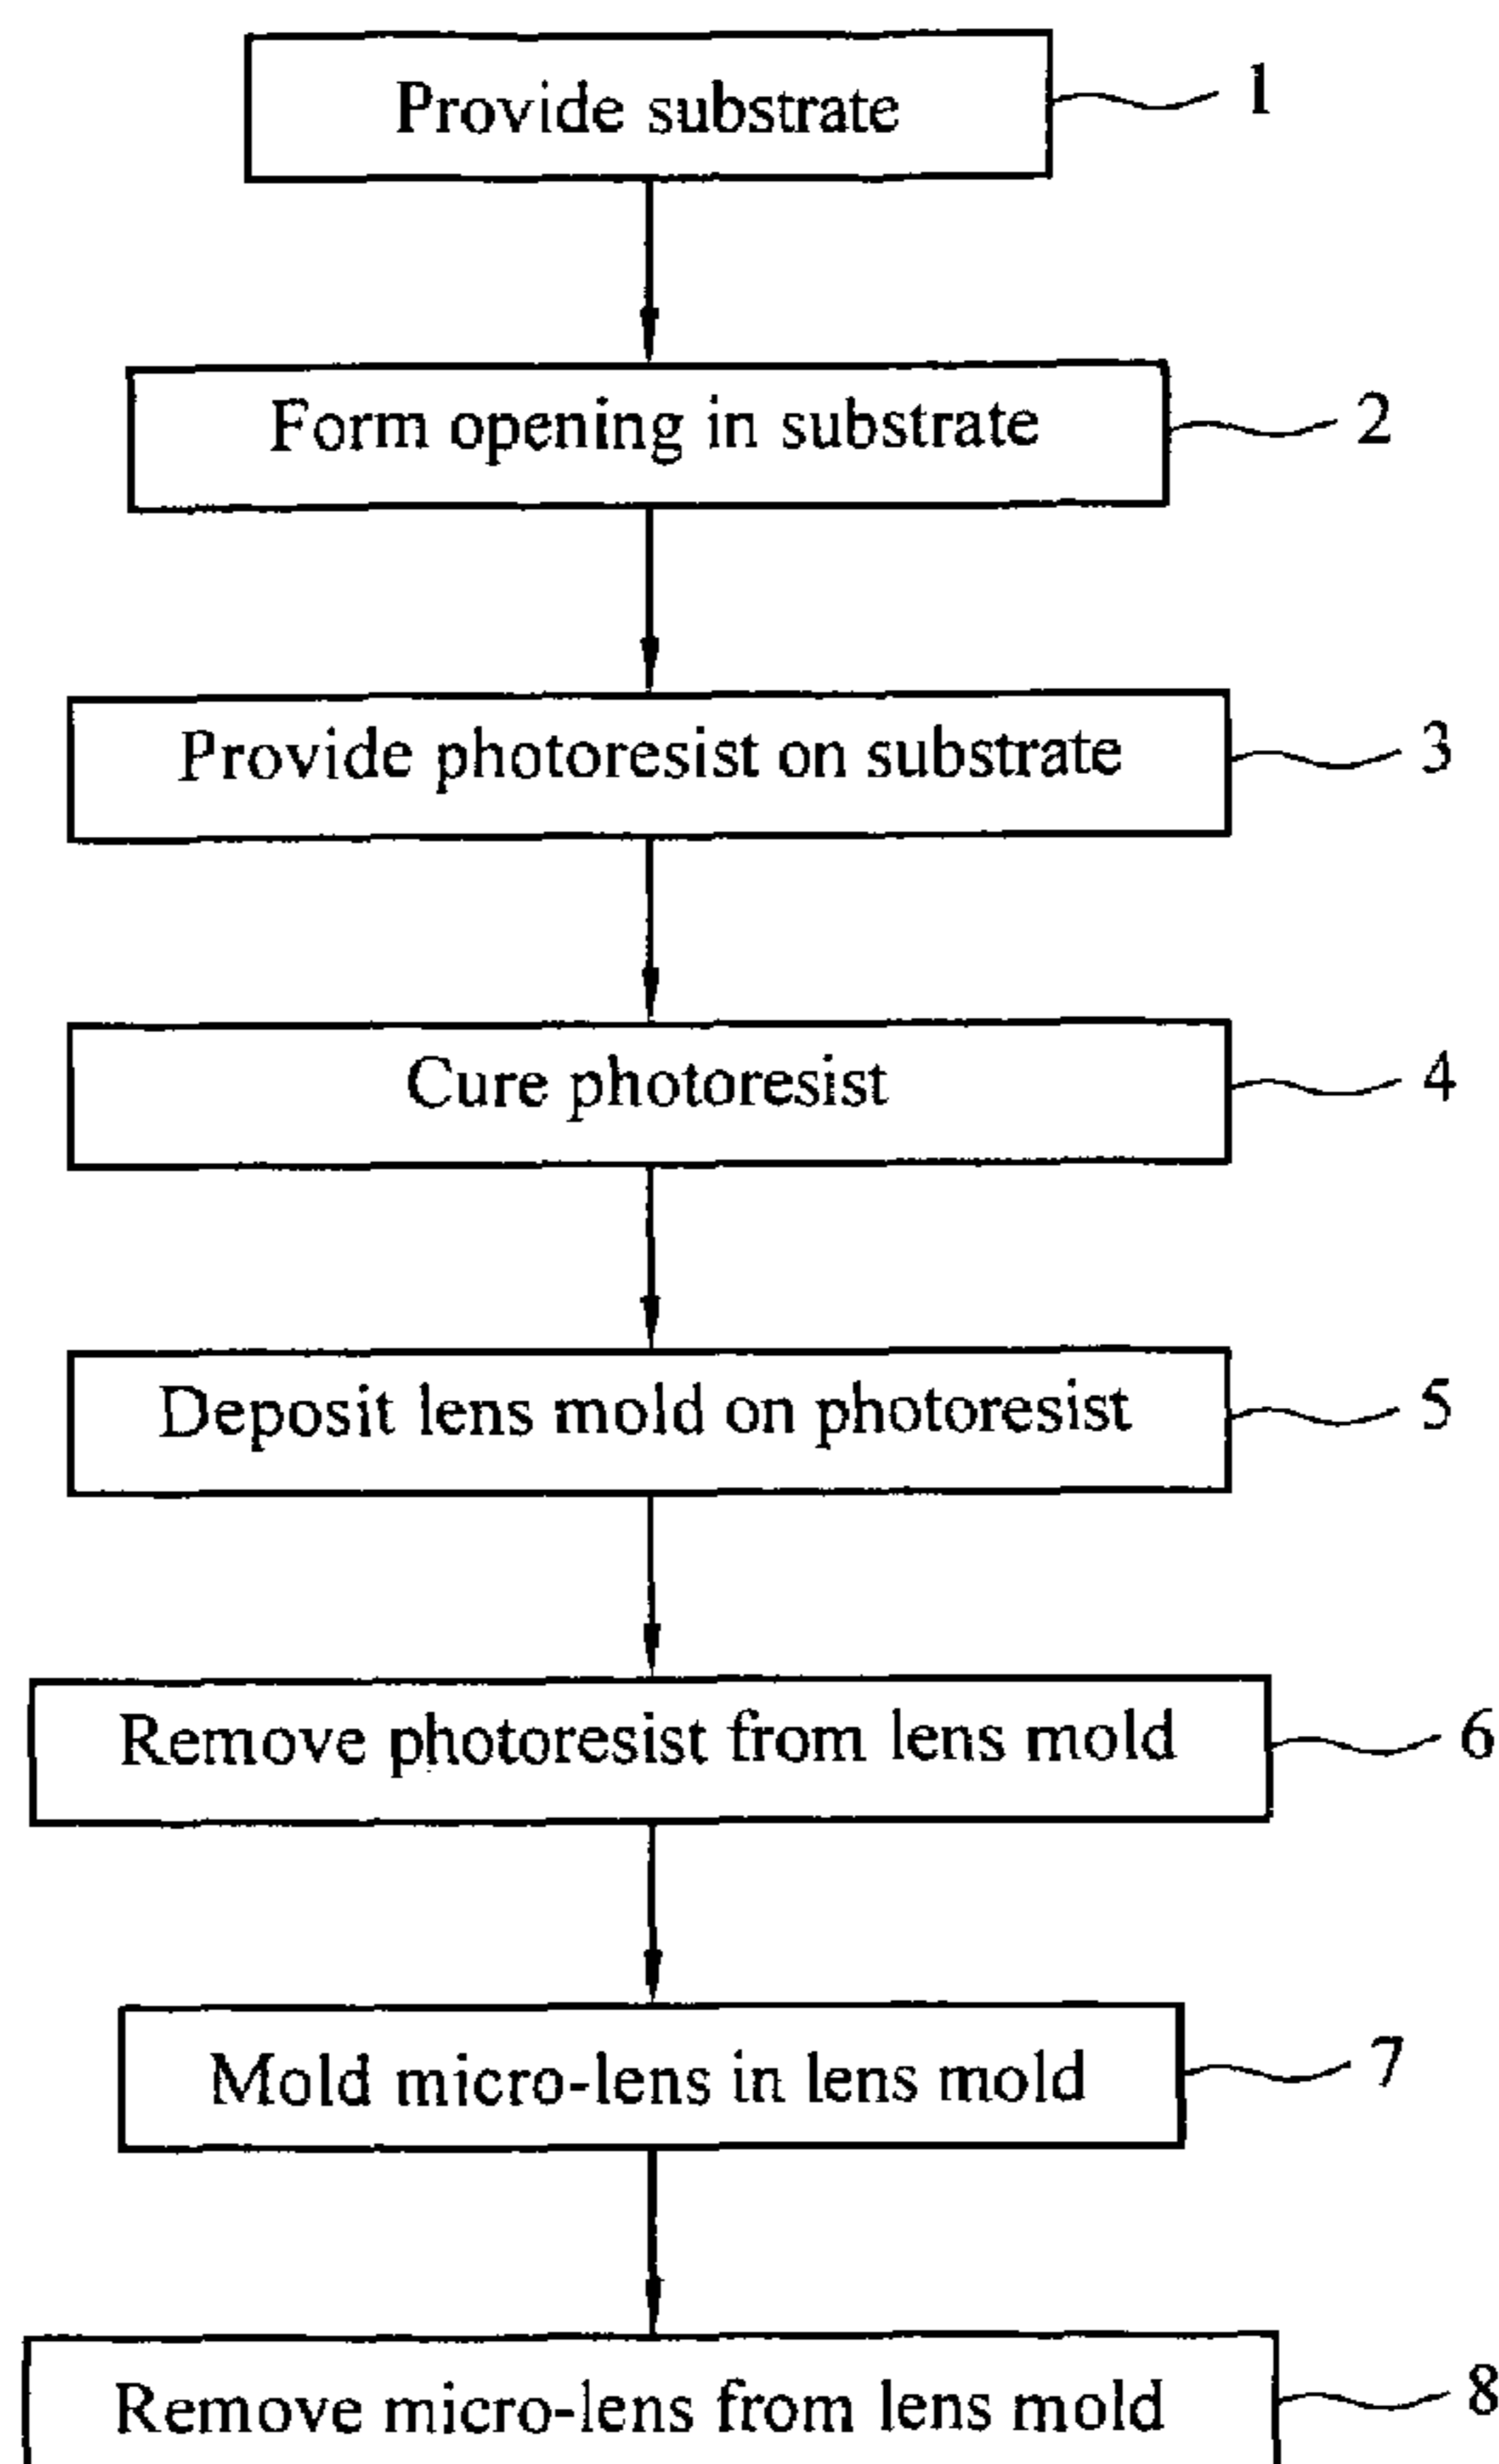 Provide substrate 1
Form opening in substrate 2
Provide photoresist on substrate 3
Cure photoresist 4
Deposit lens mold on photoresist 5
Remove photoresist from lens mold 6
Mold micro-lens in lens mold 7
Remove micro-lens from lens mold 8